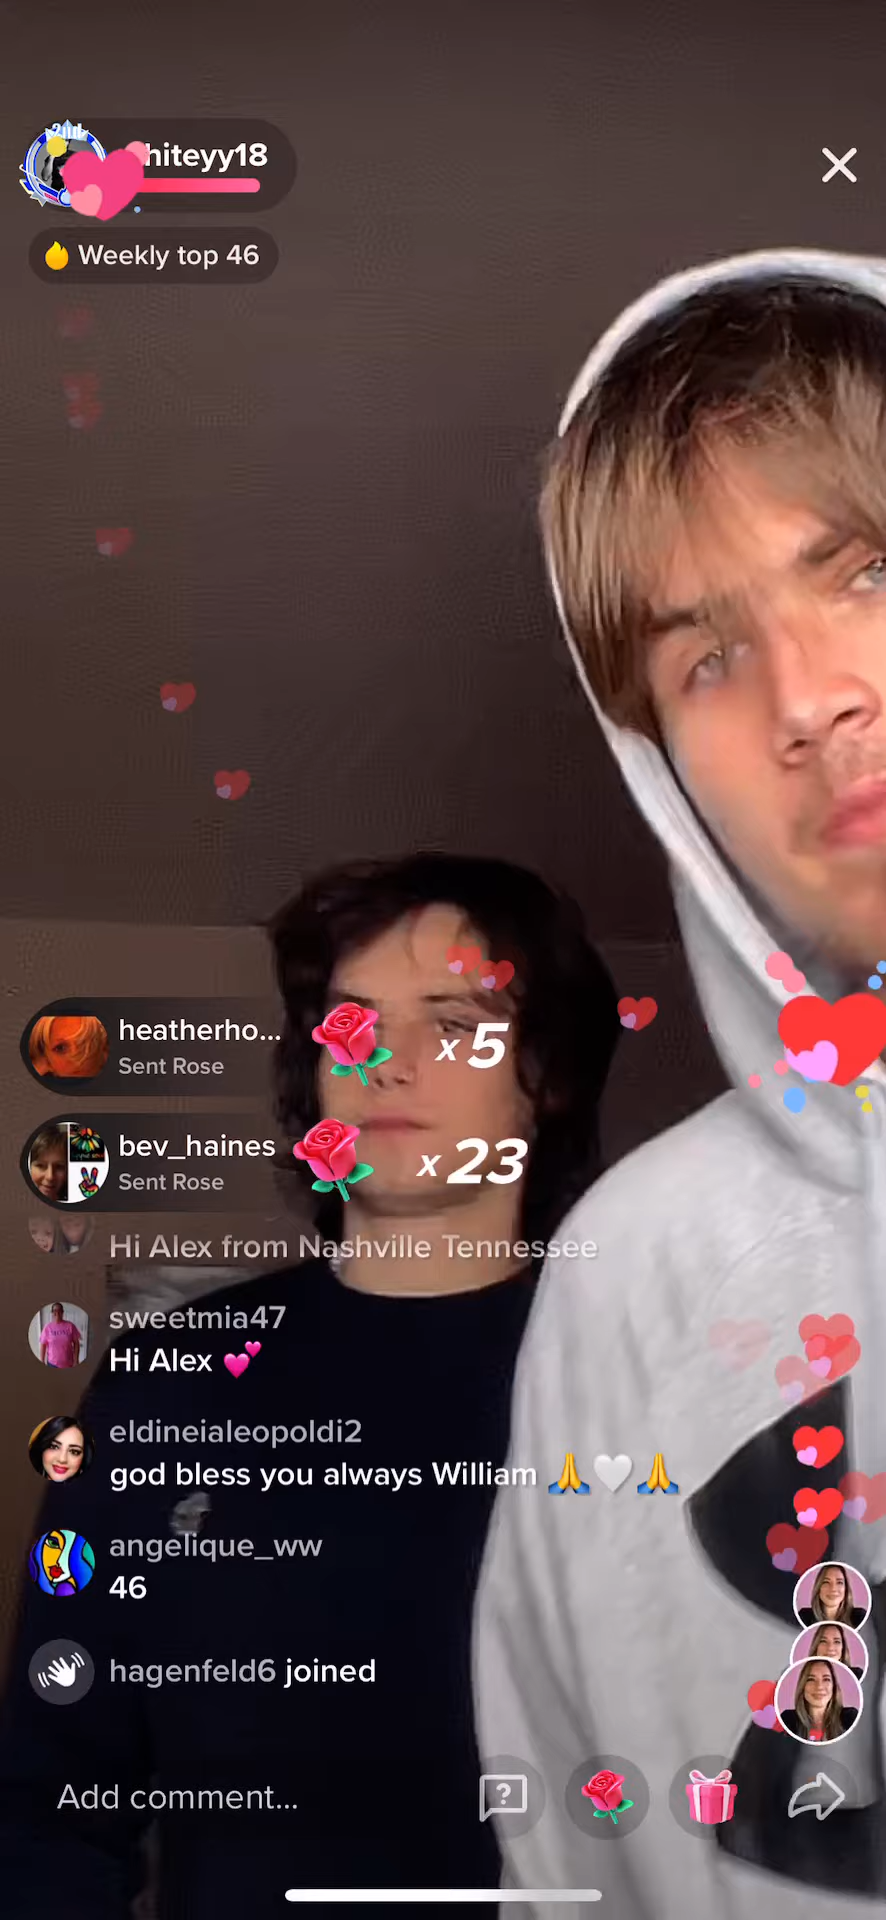 hiteyy18
Weekly top 46
heatherho...
Sent Rose
x5
bev_haines
Sent Rose
x23
Hi Alex from Nashville Tennessee
sweetmia47
Hi Alex 💕
eldineialeopoldi2
god bless you always William 🙏🤍🙏
angelique_ww
46
hagenfeld6 joined
Add comment...